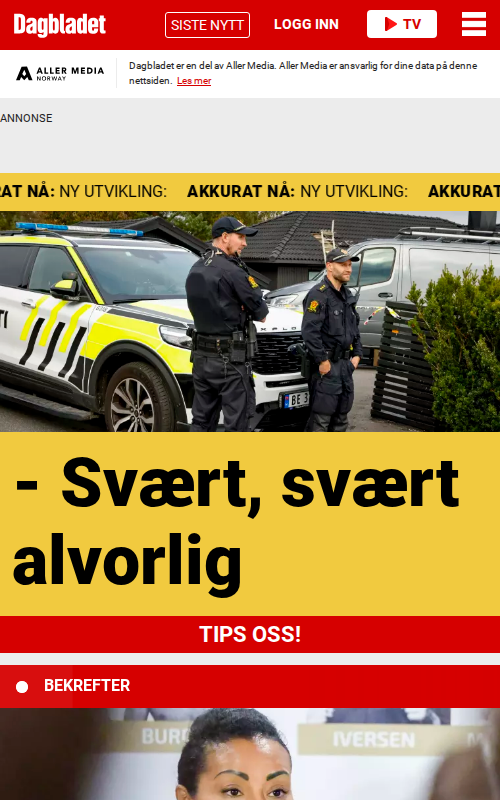 Dagbladet
SISTE NYTT
LOGG INN
TV
ALLER MEDIA
NORWAY
Dagbladet er en del av Aller Media. Aller Media er ansvarlig for dine data på denne
nettsiden. Les mer
ANNONSE
AT NÅ: NY UTVIKLING: AKKURAT NÅ: NY UTVIKLING: AKKURAT
- Svært, svært
alvorlig
TIPS OSS!
BEKREFTER
IVERSEN